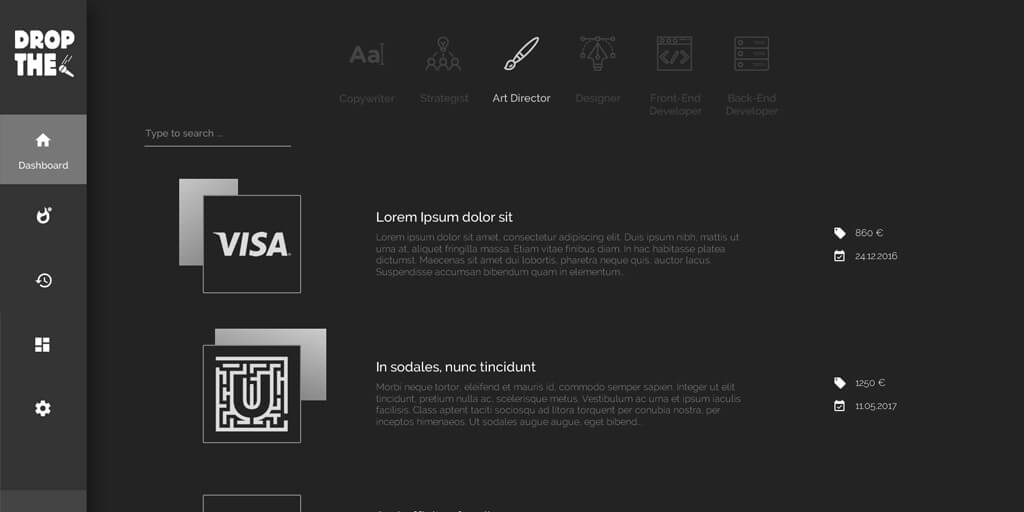 DROP
THE
Aa
Copywriter
Strategist
Art Director
Designer
Front-End
Developer
Back-End
Developer
Type to search ...
Dashboard
VISA
Lorem Ipsum dolor sit
Lorem ipsum dolor sit amet, consectetur adipiscing elit. Duis ipsum nibh, mattis ut
urna at, aliquet fringilla massa. Etiam vitae finibus diam. In hac habitasse platea
dictumst. Maecenas sit amet dui lobortis, pharetra neque quis, auctor lacus.
Suspendisse accumsan bibendum quam in elementum...
860 €
24.12.2016
U
In sodales, nunc tincidunt
Morbi neque tortor, eleifend et mauris id, commodo semper sapien. Integer ut elit
tincidunt, pretium nulla ac, scelerisque metus. Vestibulum ac urna et ipsum iaculis
facilisis. Class aptent taciti sociosqu ad litora torquent per conubia nostra, per
inceptos himenaeos. Ut sodales augue augue, eget bibend...
1250 €
11.05.2017